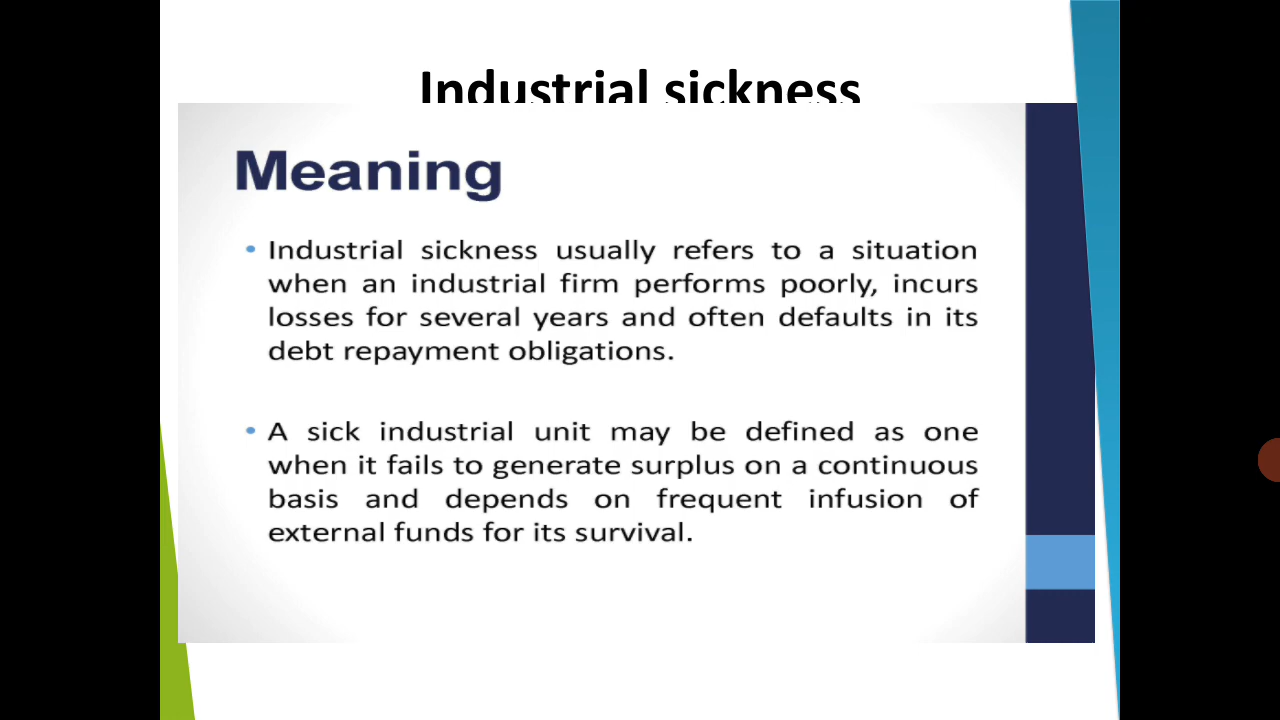 Industrial sickness
Meaning
• Industrial sickness usually refers to a situation
when an industrial firm performs poorly, incurs
losses for several years and often defaults in its
debt repayment obligations.
• A sick industrial unit may be defined as one
when it fails to generate surplus on a continuous
basis and depends on frequent infusion of
external funds for its survival.